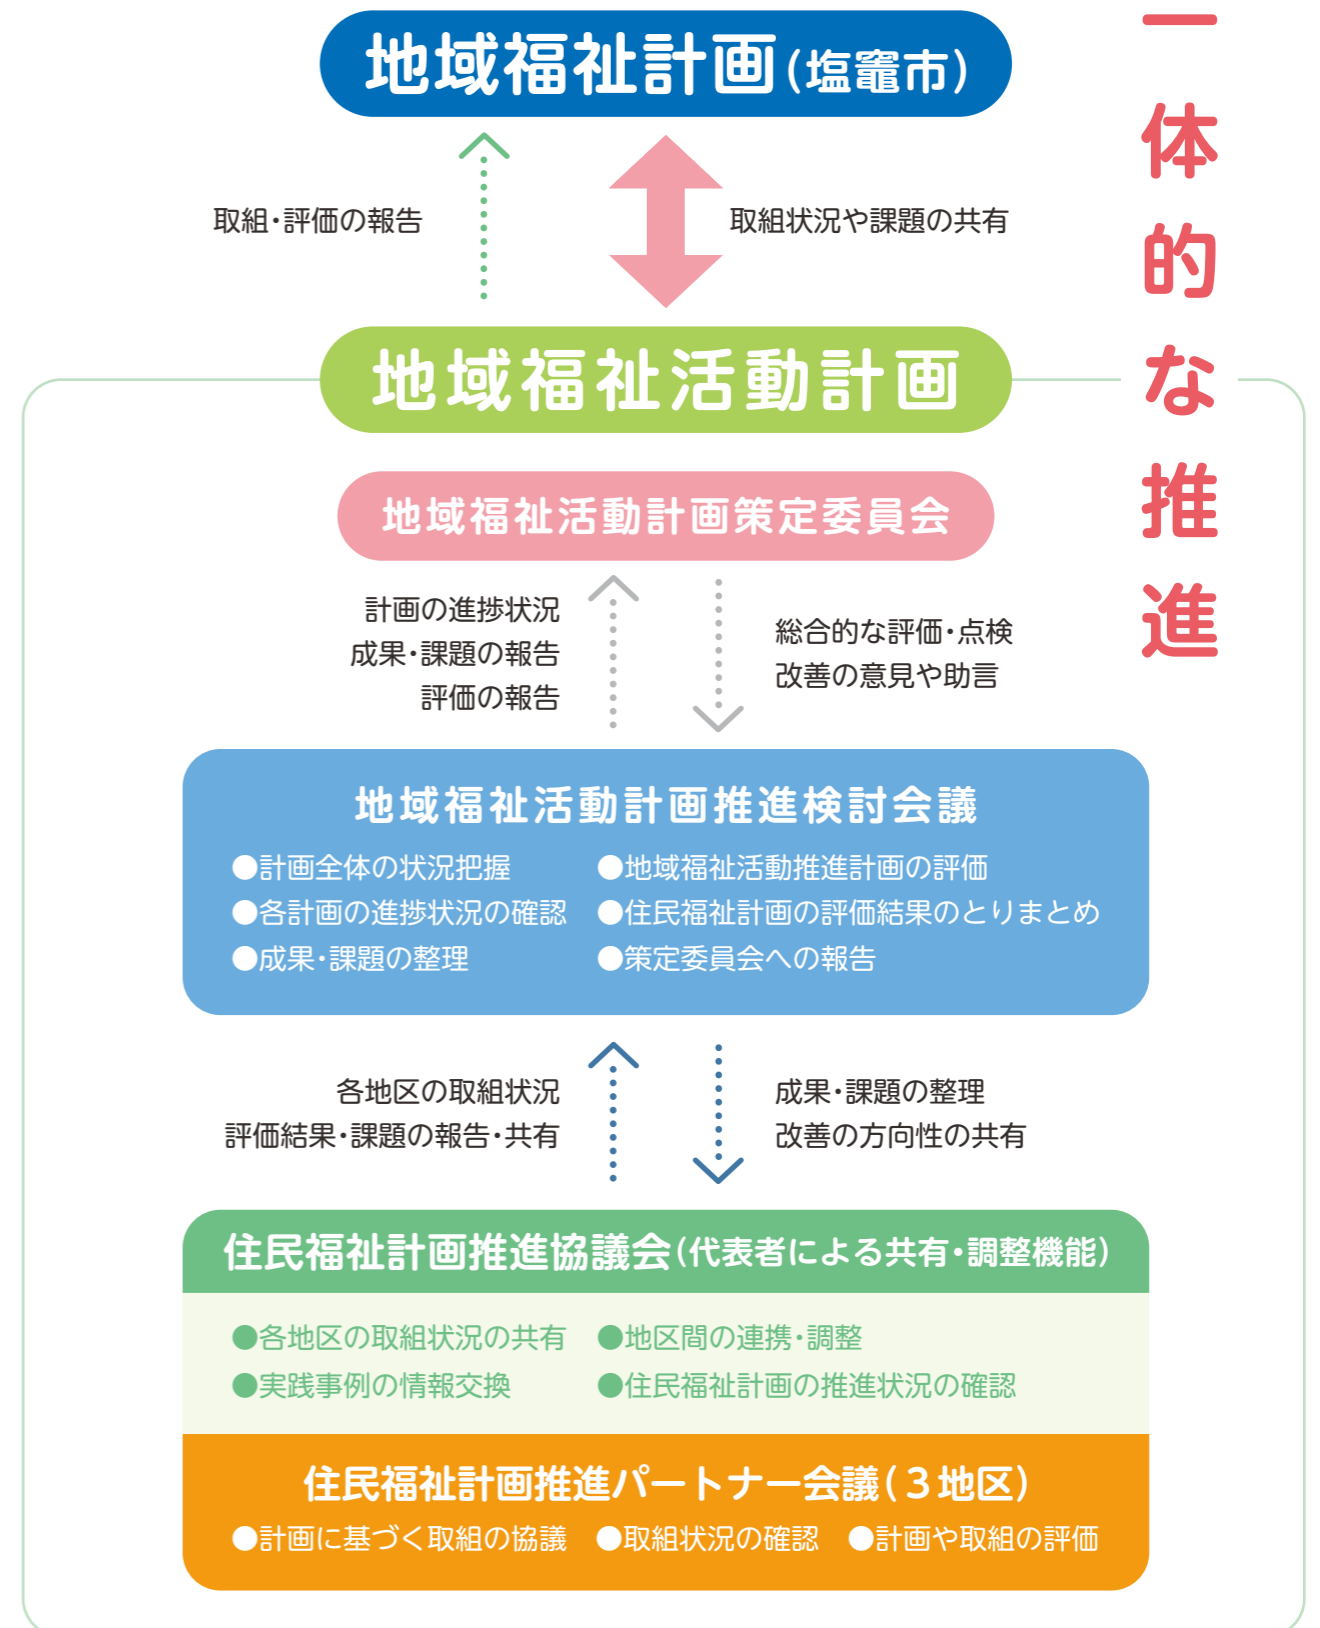 地域福祉計画(塩竈市)
一体的な推進
取組・評価の報告
取組状況や課題の共有
地域福祉活動計画
地域福祉活動計画策定委員会
計画の進捗状況
成果・課題の報告
評価の報告
総合的な評価・点検
改善の意見や助言
地域福祉活動計画推進検討会議
●計画全体の状況把握
●各計画の進捗状況の確認
●成果・課題の整理
●地域福祉活動推進計画の評価
●住民福祉計画の評価結果のとりまとめ
●策定委員会への報告
各地区の取組状況
評価結果・課題の報告・共有
成果・課題の整理
改善の方向性の共有
住民福祉計画推進協議会(代表者による共有・調整機能)
●各地区の取組状況の共有
●実践事例の情報交換
●地区間の連携・調整
●住民福祉計画の推進状況の確認
住民福祉計画推進パートナー会議(3地区)
●計画に基づく取組の協議 ●取組状況の確認 ●計画や取組の評価